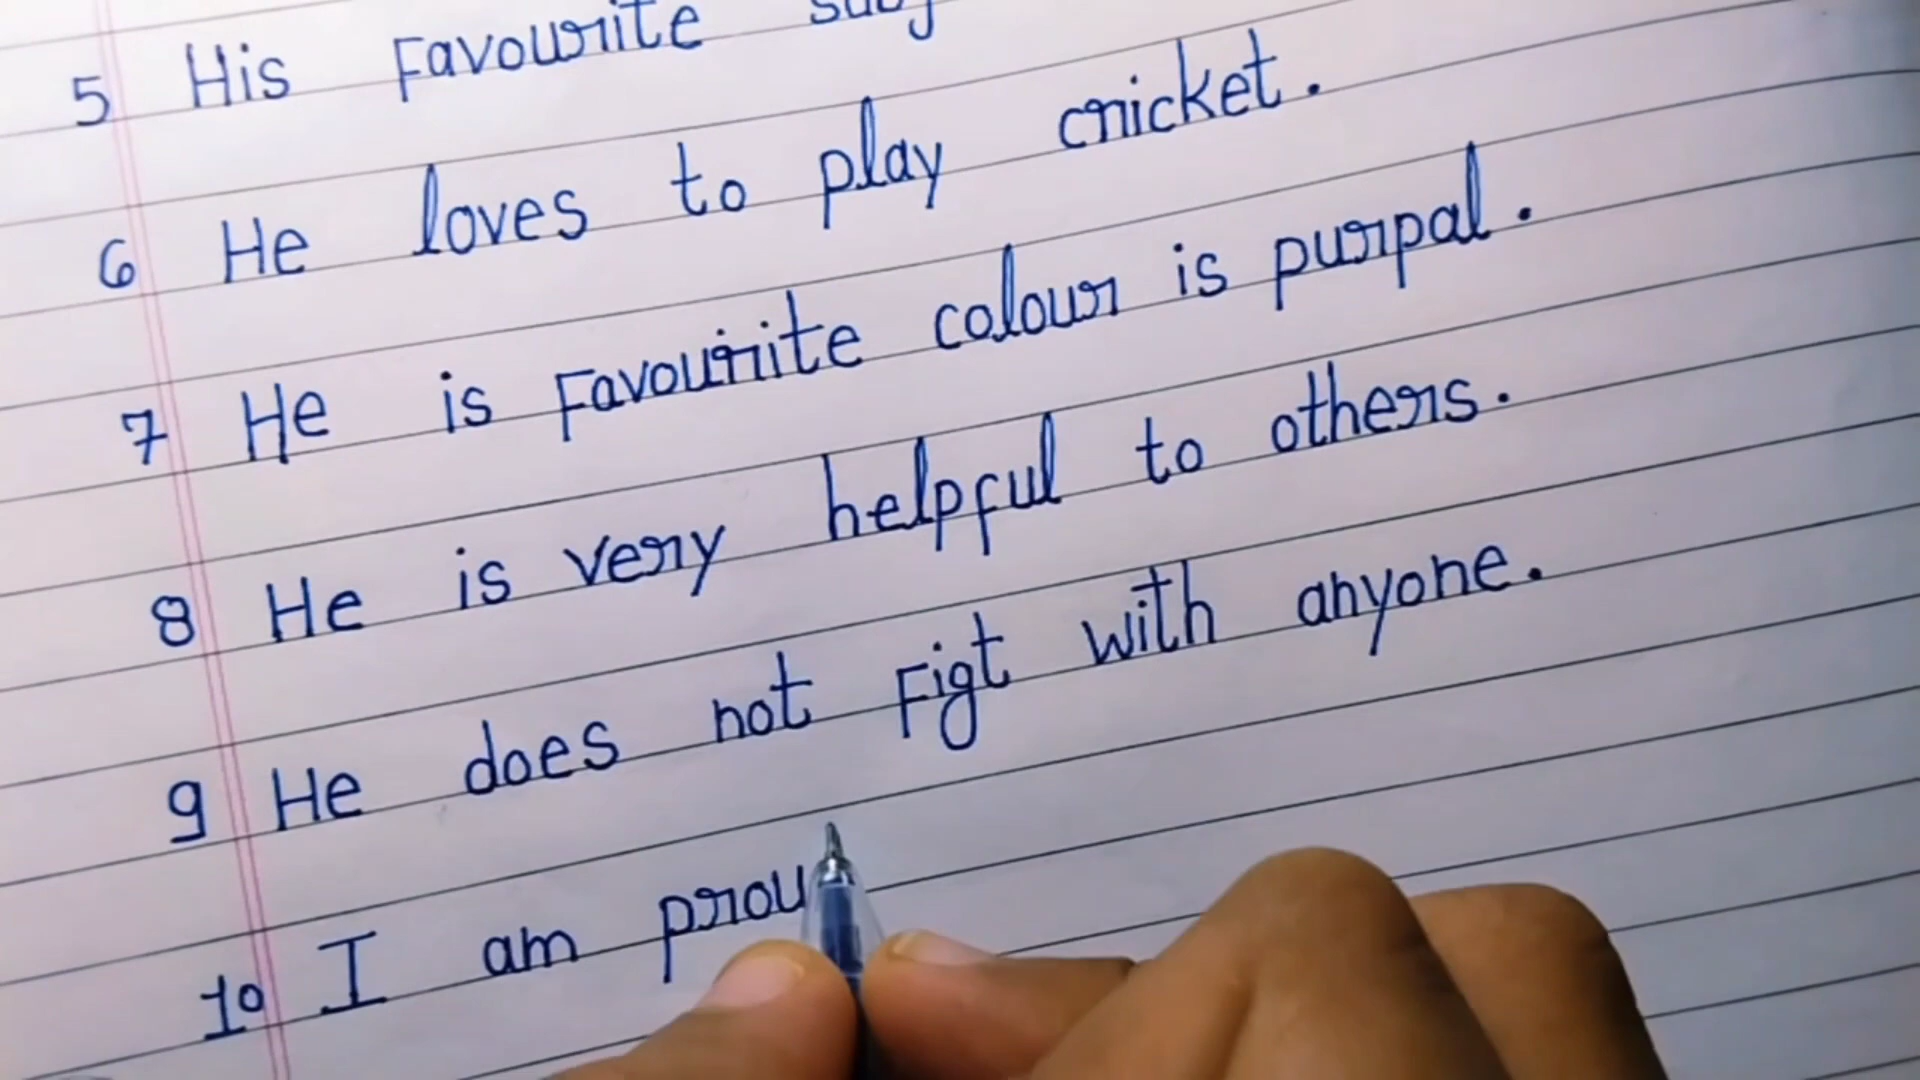 5 His Favourite
6 He loves to play cricket.
7 He is Favourite colour is purpal.
8 He is very helpful to others.
9 He does not Figt with anyone.
10 I am prou